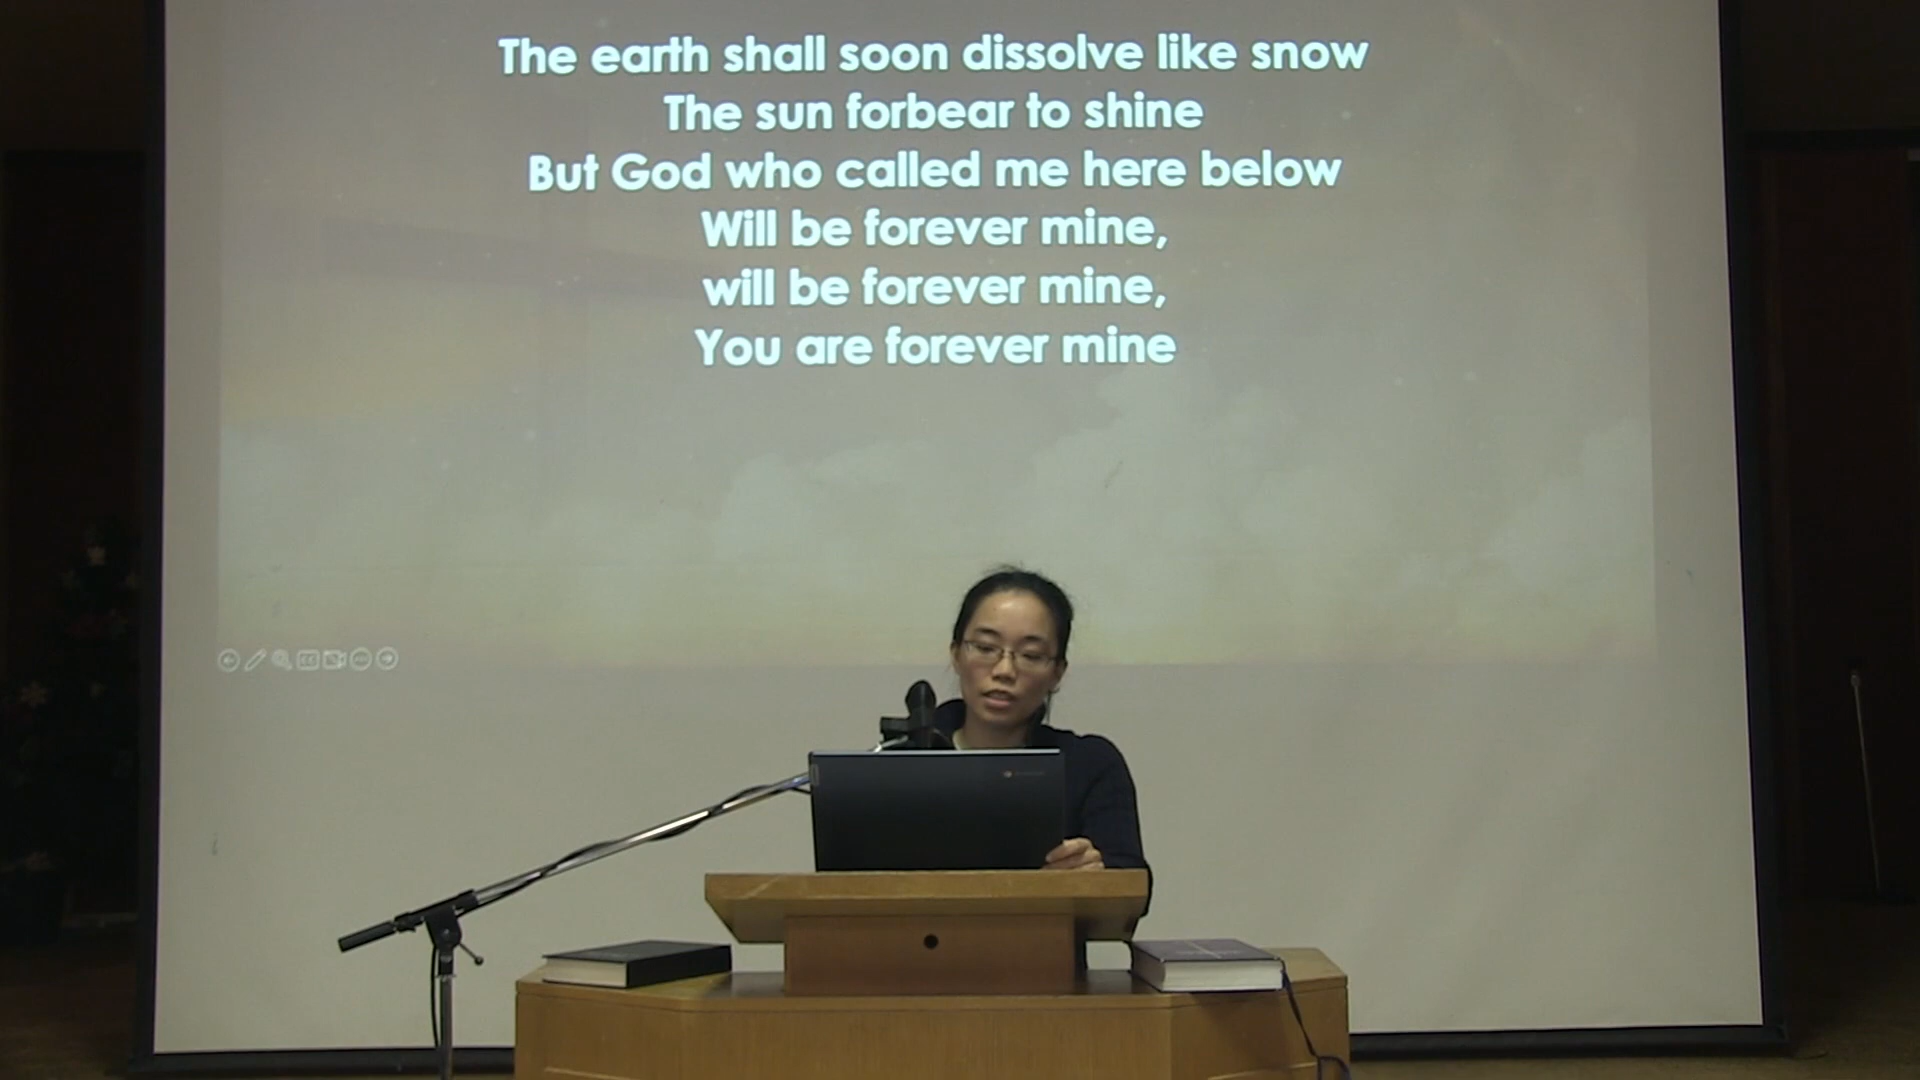 The earth shall soon dissolve like snow
The sun forbear to shine
But God who called me here below
Will be forever mine,
will be forever mine,
You are forever mine